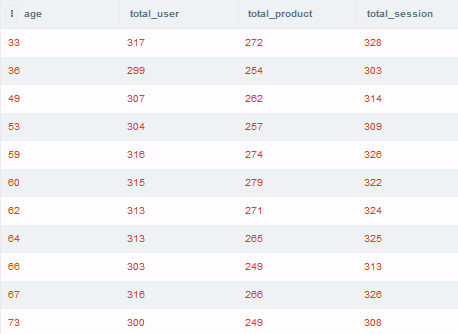 age total_user total_product total_session
33 317 272 328
36 299 254 303
49 307 262 314
53 304 257 309
59 316 274 326
60 315 279 322
62 313 271 324
64 313 265 325
66 303 249 313
67 316 266 326
73 300 249 308